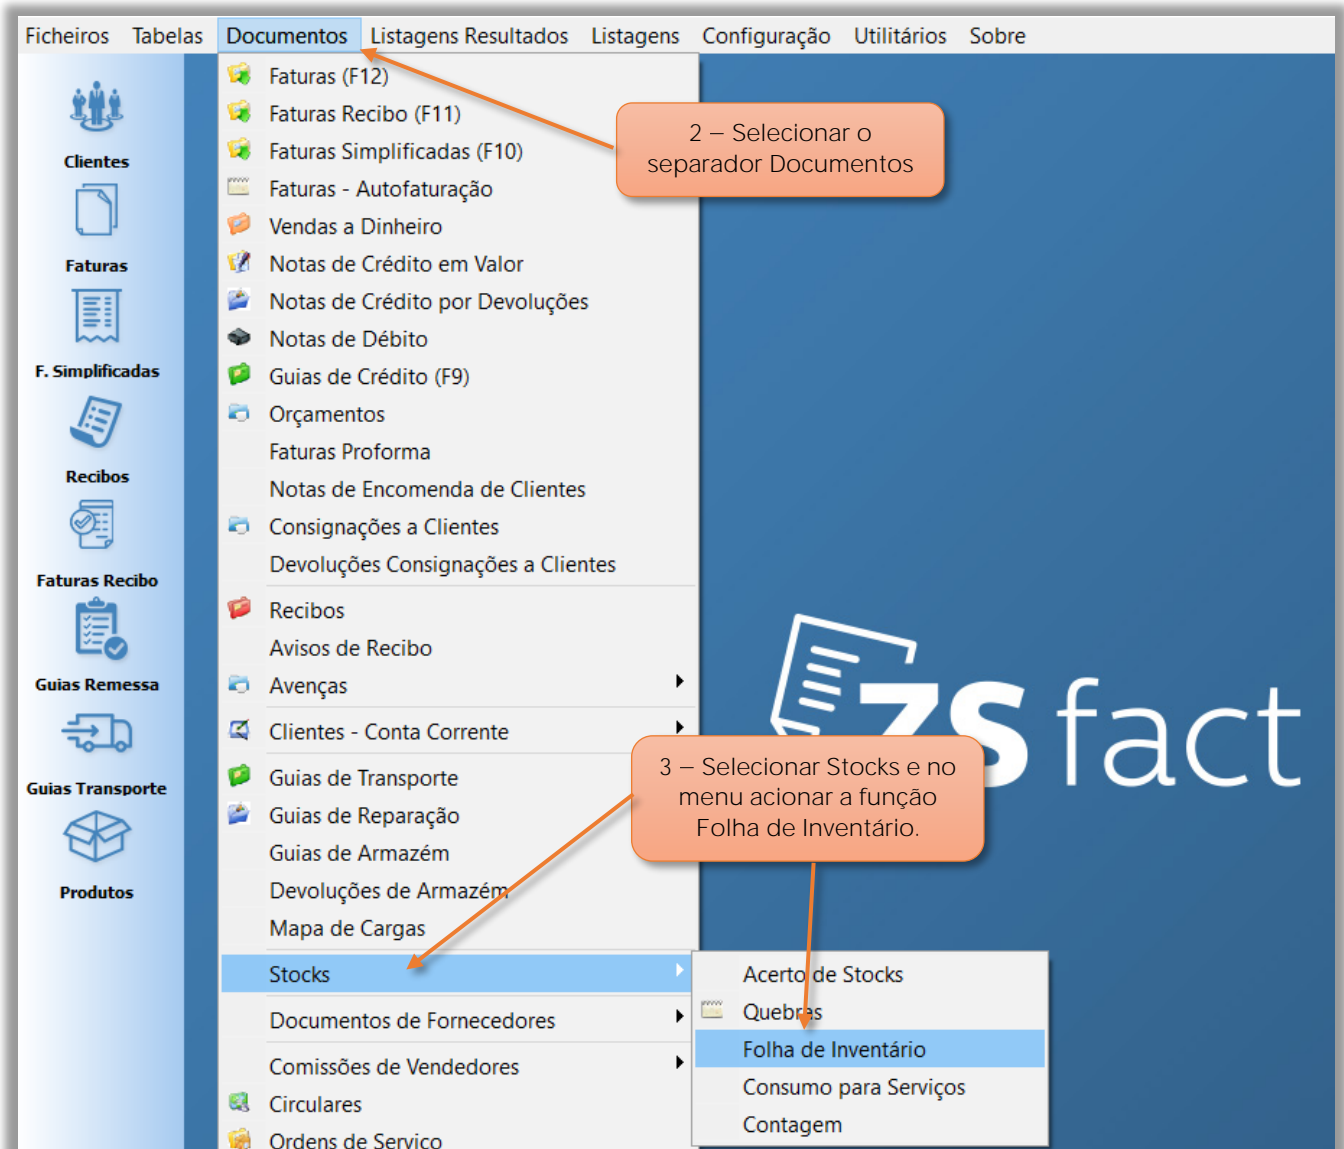 Ficheiros Tabelas Documentos Listagens Resultados Listagens Configuração Utilitários Sobre
Clientes
Faturas
F. Simplificadas
Recibos
Faturas Recibo
Guias Remessa
Guias Transporte
Produtos
Faturas (F12)
Faturas Recibo (F11)
Faturas Simplificadas (F10)
Faturas - Autofaturação
Vendas a Dinheiro
Notas de Crédito em Valor
Notas de Crédito por Devoluções
Notas de Débito
Guias de Crédito (F9)
Orçamentos
Faturas Proforma
Notas de Encomenda de Clientes
Consignações a Clientes
Devoluções Consignações a Clientes
Recibos
Avisos de Recibo
Avenças
Clientes - Conta Corrente
Guias de Transporte
Guias de Reparação
Guias de Armazém
Devoluções de Armazém
Mapa de Cargas
Stocks
Documentos de Fornecedores
Comissões de Vendedores
Circulares
Ordens de Serviço
2 – Selecionar o
separador Documentos
zs fact
3 – Selecionar Stocks e no
menu acionar a função
Folha de Inventário.
Acerto de Stocks
Quebras
Folha de Inventário
Consumo para Serviços
Contagem